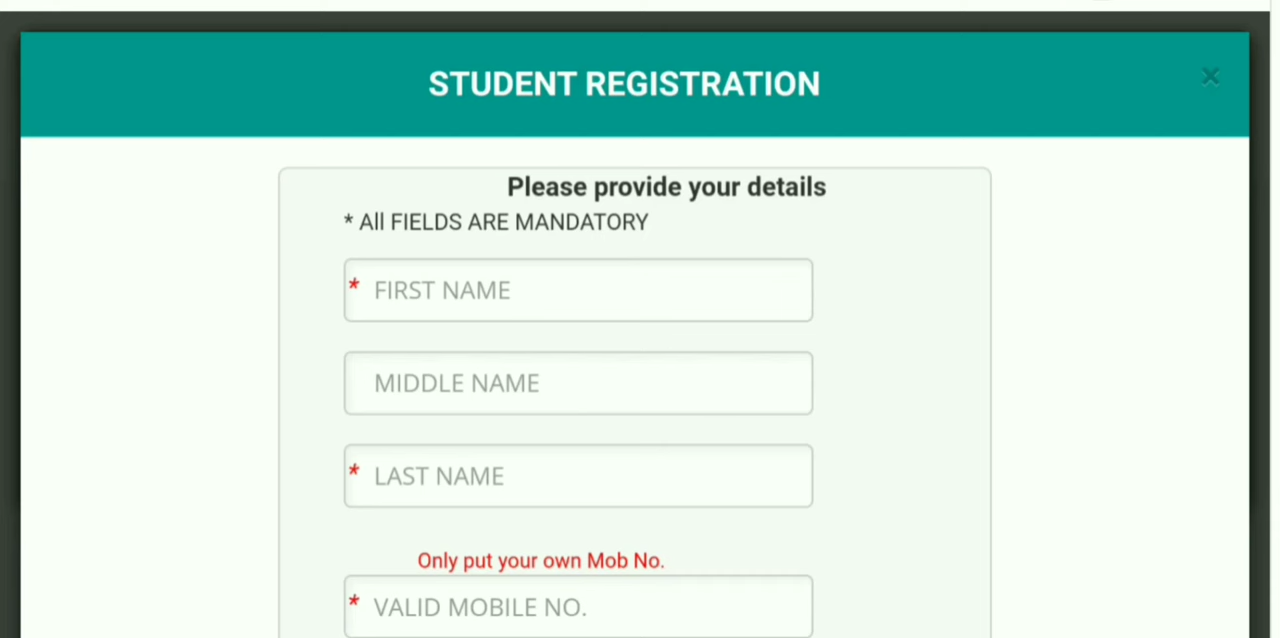 STUDENT REGISTRATION ×
Please provide your details
* All FIELDS ARE MANDATORY
* FIRST NAME
MIDDLE NAME
* LAST NAME
Only put your own Mob No.
* VALID MOBILE NO.